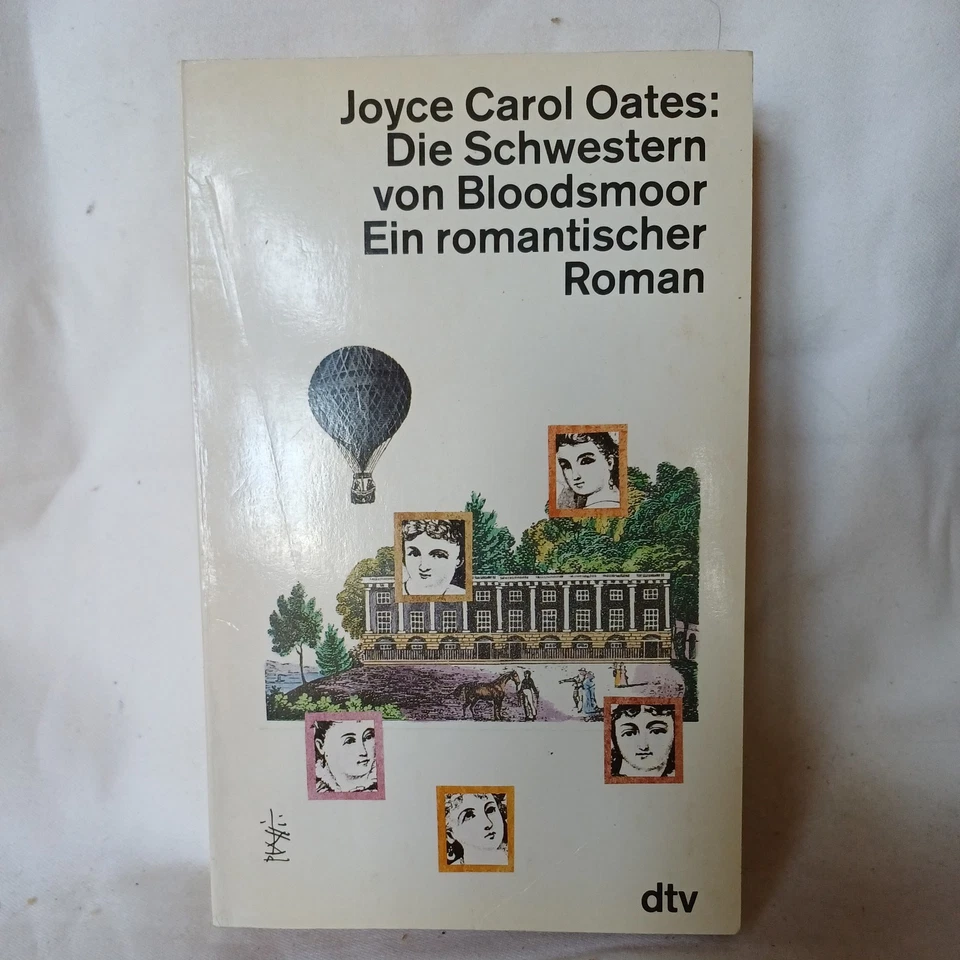 Joyce Carol Oates:
Die Schwestern
von Bloodsmoor
Ein romantischer
Roman
dtv